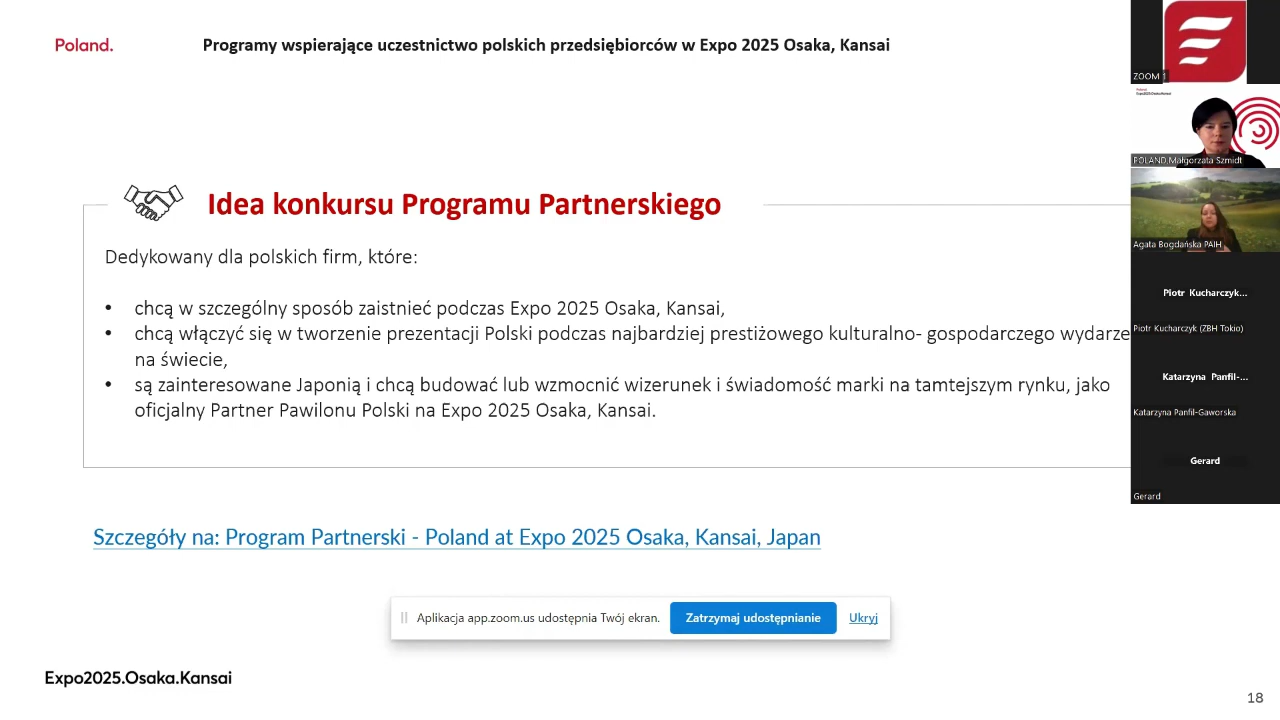 Poland.
Programy wspierające uczestnictwo polskich przedsiębiorców w Expo 2025 Osaka, Kansai
Idea konkursu Programu Partnerskiego
Dedykowany dla polskich firm, które:
• chcą w szczególny sposób zaistnieć podczas Expo 2025 Osaka, Kansai,
• chcą włączyć się w tworzenie prezentacji Polski podczas najbardziej prestiżowego kulturalno- gospodarczego wydarze
na świecie,
• są zainteresowane Japonią i chcą budować lub wzmocnić wizerunek i świadomość marki na tamtejszym rynku, jako
oficjalny Partner Pawilonu Polski na Expo 2025 Osaka, Kansai.
Szczegóły na: Program Partnerski - Poland at Expo 2025 Osaka, Kansai, Japan
Aplikacja app.zoom.us udostępnia Twój ekran.
Zatrzymaj udostępnianie
Ukryj
Expo2025.Osaka.Kansai
18
ZOOM 1
POLAND Małgorzata Szmidt
Agata Bogdańska PAIH
Piotr Kucharczyk...
Piotr Kucharczyk (ZBH Tokio)
Katarzyna Panfil-...
Katarzyna Panfil-Gaworska
Gerard
Gerard